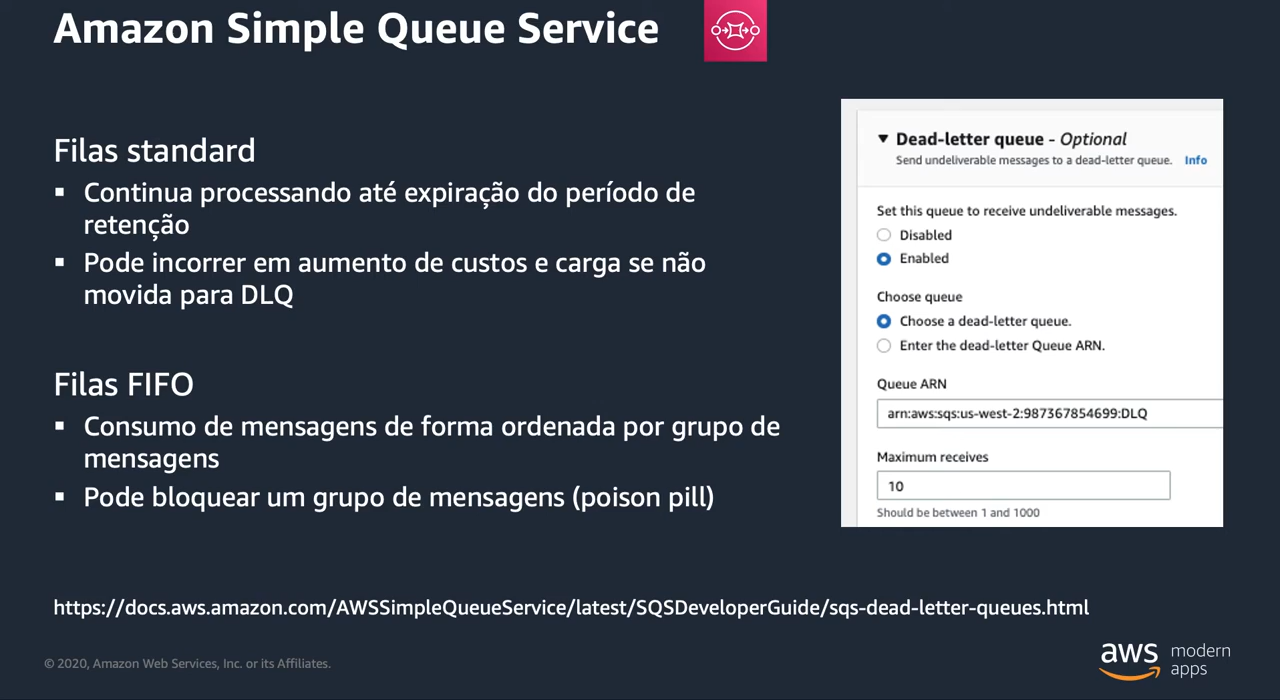 Amazon Simple Queue Service
Filas standard
▪ Continua processando até expiração do período de
retenção
▪ Pode incorrer em aumento de custos e carga se não
movida para DLQ
Filas FIFO
▪ Consumo de mensagens de forma ordenada por grupo de
mensagens
▪ Pode bloquear um grupo de mensagens (poison pill)
▼ Dead-letter queue - Optional
Send undeliverable messages to a dead-letter queue. Info
Set this queue to receive undeliverable messages.
Disabled
Enabled
Choose queue
Choose a dead-letter queue.
Enter the dead-letter Queue ARN.
Queue ARN
arn:aws:sqs:us-west-2:987367854699:DLQ
Maximum receives
10
Should be between 1 and 1000
https://docs.aws.amazon.com/AWSSimpleQueueService/latest/SQSDeveloperGuide/sqs-dead-letter-queues.html
© 2020, Amazon Web Services, Inc. or its Affiliates.
aws modern
apps